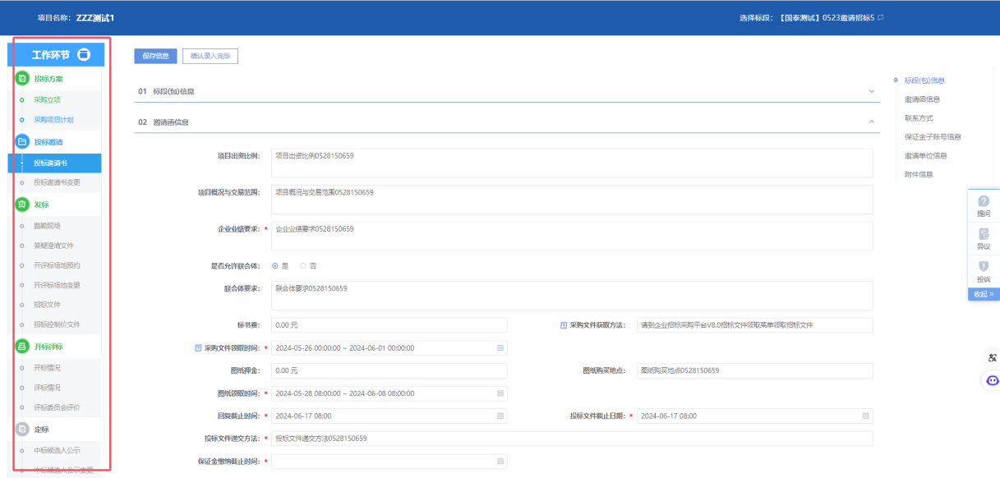 项目名称: ZZZ测试1
选择标段: 【国泰测试】0523邀请招标5
工作环节
招标方案
采购立项
采购项目计划
投标邀请
投标邀请书
投标邀请书变更
发标
踏勘现场
答疑澄清文件
开评标场地预约
开评标场地变更
招标文件
招标控制价文件
开标评标
开标情况
评标情况
评标委员会评价
定标
中标候选人公示
中标候选人公示变更
保存信息 确认录入完毕
01 标段(包)信息
02 邀请函信息
项目出资比例: 项目出资比例0528150659
项目概况与交易范围: 项目概况与交易范围0528150659
企业业绩要求: * 企业业绩要求0528150659
是否允许联合体: 是 否
联合体要求: 联合体要求0528150659
标书费: 0.00 元 采购文件获取方法: 请到企业招标采购平台V8.0招标文件领取菜单领取招标文件
采购文件领取时间: * 2024-05-26 00:00:00 ~ 2024-06-01 00:00:00
图纸押金: 0.00 元 图纸购买地点: 图纸购买地点0528150659
图纸领取时间: * 2024-05-28 08:00:00 ~ 2024-06-08 08:00:00
回复截止时间: * 2024-06-17 08:00 投标文件截止日期: * 2024-06-17 08:00
投标文件递交方法: * 投标文件递交方法0528150659
保证金缴纳截止时间: *
标段(包)信息
邀请函信息
联系方式
保证金子账号信息
邀请单位信息
附件信息
提问
异议
投诉
收起 »